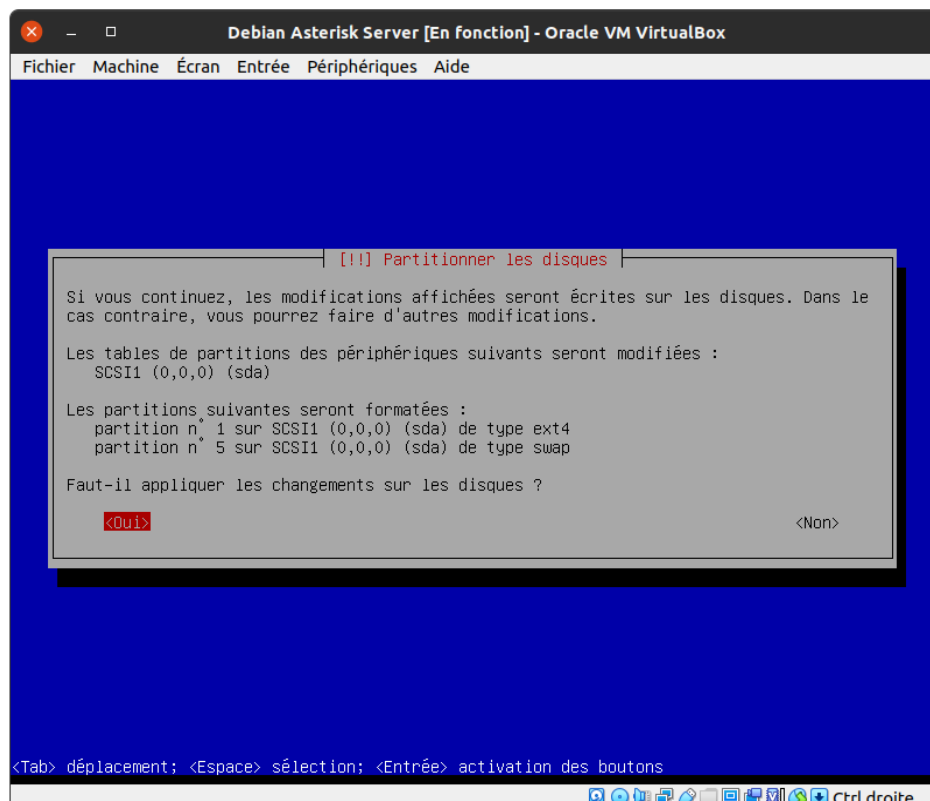 Debian Asterisk Server [En fonction] - Oracle VM VirtualBox
Fichier Machine Écran Entrée Périphériques Aide
[!!] Partitionner les disques
Si vous continuez, les modifications affichées seront écrites sur les disques. Dans le
cas contraire, vous pourrez faire d'autres modifications.
Les tables de partitions des périphériques suivants seront modifiées :
SCSI1 (0,0,0) (sda)
Les partitions suivantes seront formatées :
partition n° 1 sur SCSI1 (0,0,0) (sda) de type ext4
partition n° 5 sur SCSI1 (0,0,0) (sda) de type swap
Faut-il appliquer les changements sur les disques ?
<Oui> <Non>
<Tab> déplacement; <Espace> sélection; <Entrée> activation des boutons
Ctrl droite